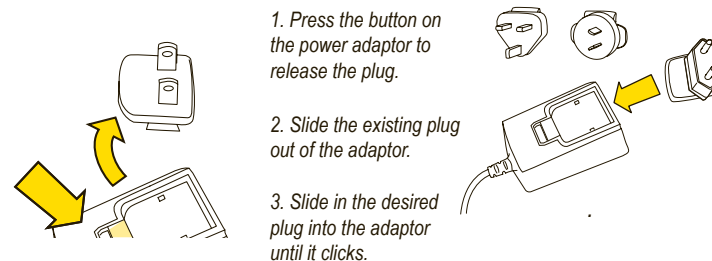 1. Press the button on
the power adaptor to
release the plug.
2. Slide the existing plug
out of the adaptor.
3. Slide in the desired
plug into the adaptor
until it clicks.